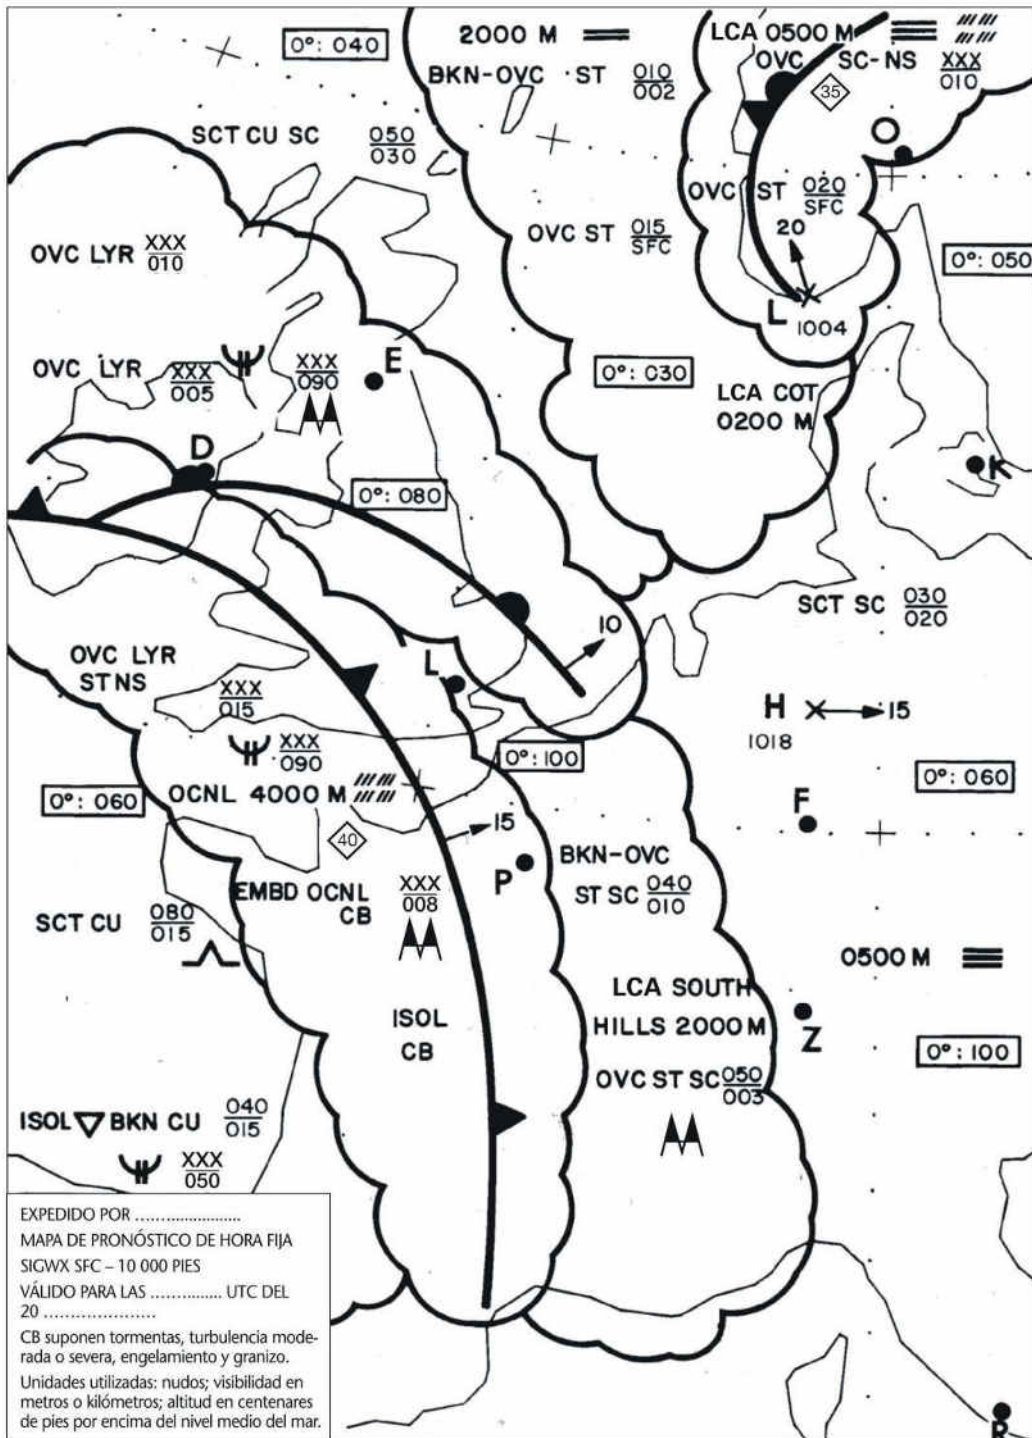 0°: 040
2000 M
BKN-OVC ST 010
002
LCA 0500 M
OVC SC-NS XXX
010
35
O
SCT CU SC 050
030
OVC ST 020
SFC
20
OVC LYR XXX
010
OVC ST 015
SFC
0°: 050
L 1004
OVC LYR XXX
005
XXX
090
E
0°: 030
LCA COT
0200 M
D
K
0°: 080
SCT SC 030
020
10
OVC LYR
ST NS
XXX
015
L
H 15
1018
XXX
090
0°: 100
0°: 060
OCNL 4000 M
0°: 060
15
F
40
P
BKN-OVC
ST SC 040
010
EMBD OCNL
CB
XXX
008
SCT CU 080
015
0500 M
LCA SOUTH
HILLS 2000 M
ISOL
CB
Z
0°: 100
OVC ST SC 050
003
ISOL BKN CU 040
015
XXX
050
EXPEDIDO POR ........................
MAPA DE PRONÓSTICO DE HORA FIJA
SIGWX SFC – 10 000 PIES
VÁLIDO PARA LAS ................ UTC DEL
20 .....................
CB suponen tormentas, turbulencia mode-
rada o severa, engelamiento y granizo.
Unidades utilizadas: nudos; visibilidad en
metros o kilómetros; altitud en centenares
de pies por encima del nivel medio del mar.
R